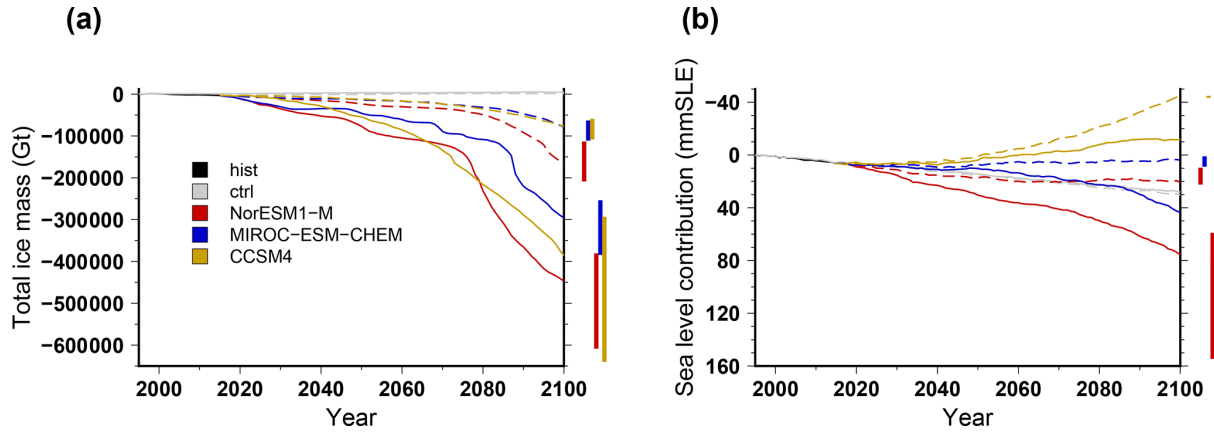 (a)
Total ice mass (Gt)
0
−100000
−200000
−300000
−400000
−500000
−600000
hist
ctrl
NorESM1−M
MIROC−ESM−CHEM
CCSM4
2000 2020 2040 2060 2080 2100
Year
(b)
Sea level contribution (mmSLE)
−40
0
40
80
120
160
2000 2020 2040 2060 2080 2100
Year